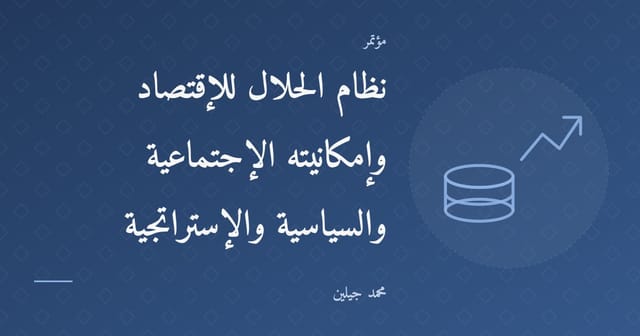 مؤتمر
نظام الحلال للإقتصاد
وإمكانيته الإجتماعية
والسياسية والإستراتجية
محمد جيلين